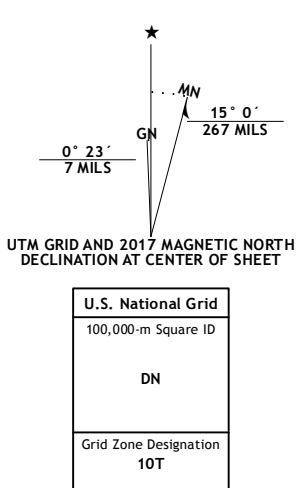 MN
GN
15° 0´
267 MILS
0° 23´
7 MILS
UTM GRID AND 2017 MAGNETIC NORTH
DECLINATION AT CENTER OF SHEET
U.S. National Grid
100,000-m Square ID
DN
Grid Zone Designation
10T